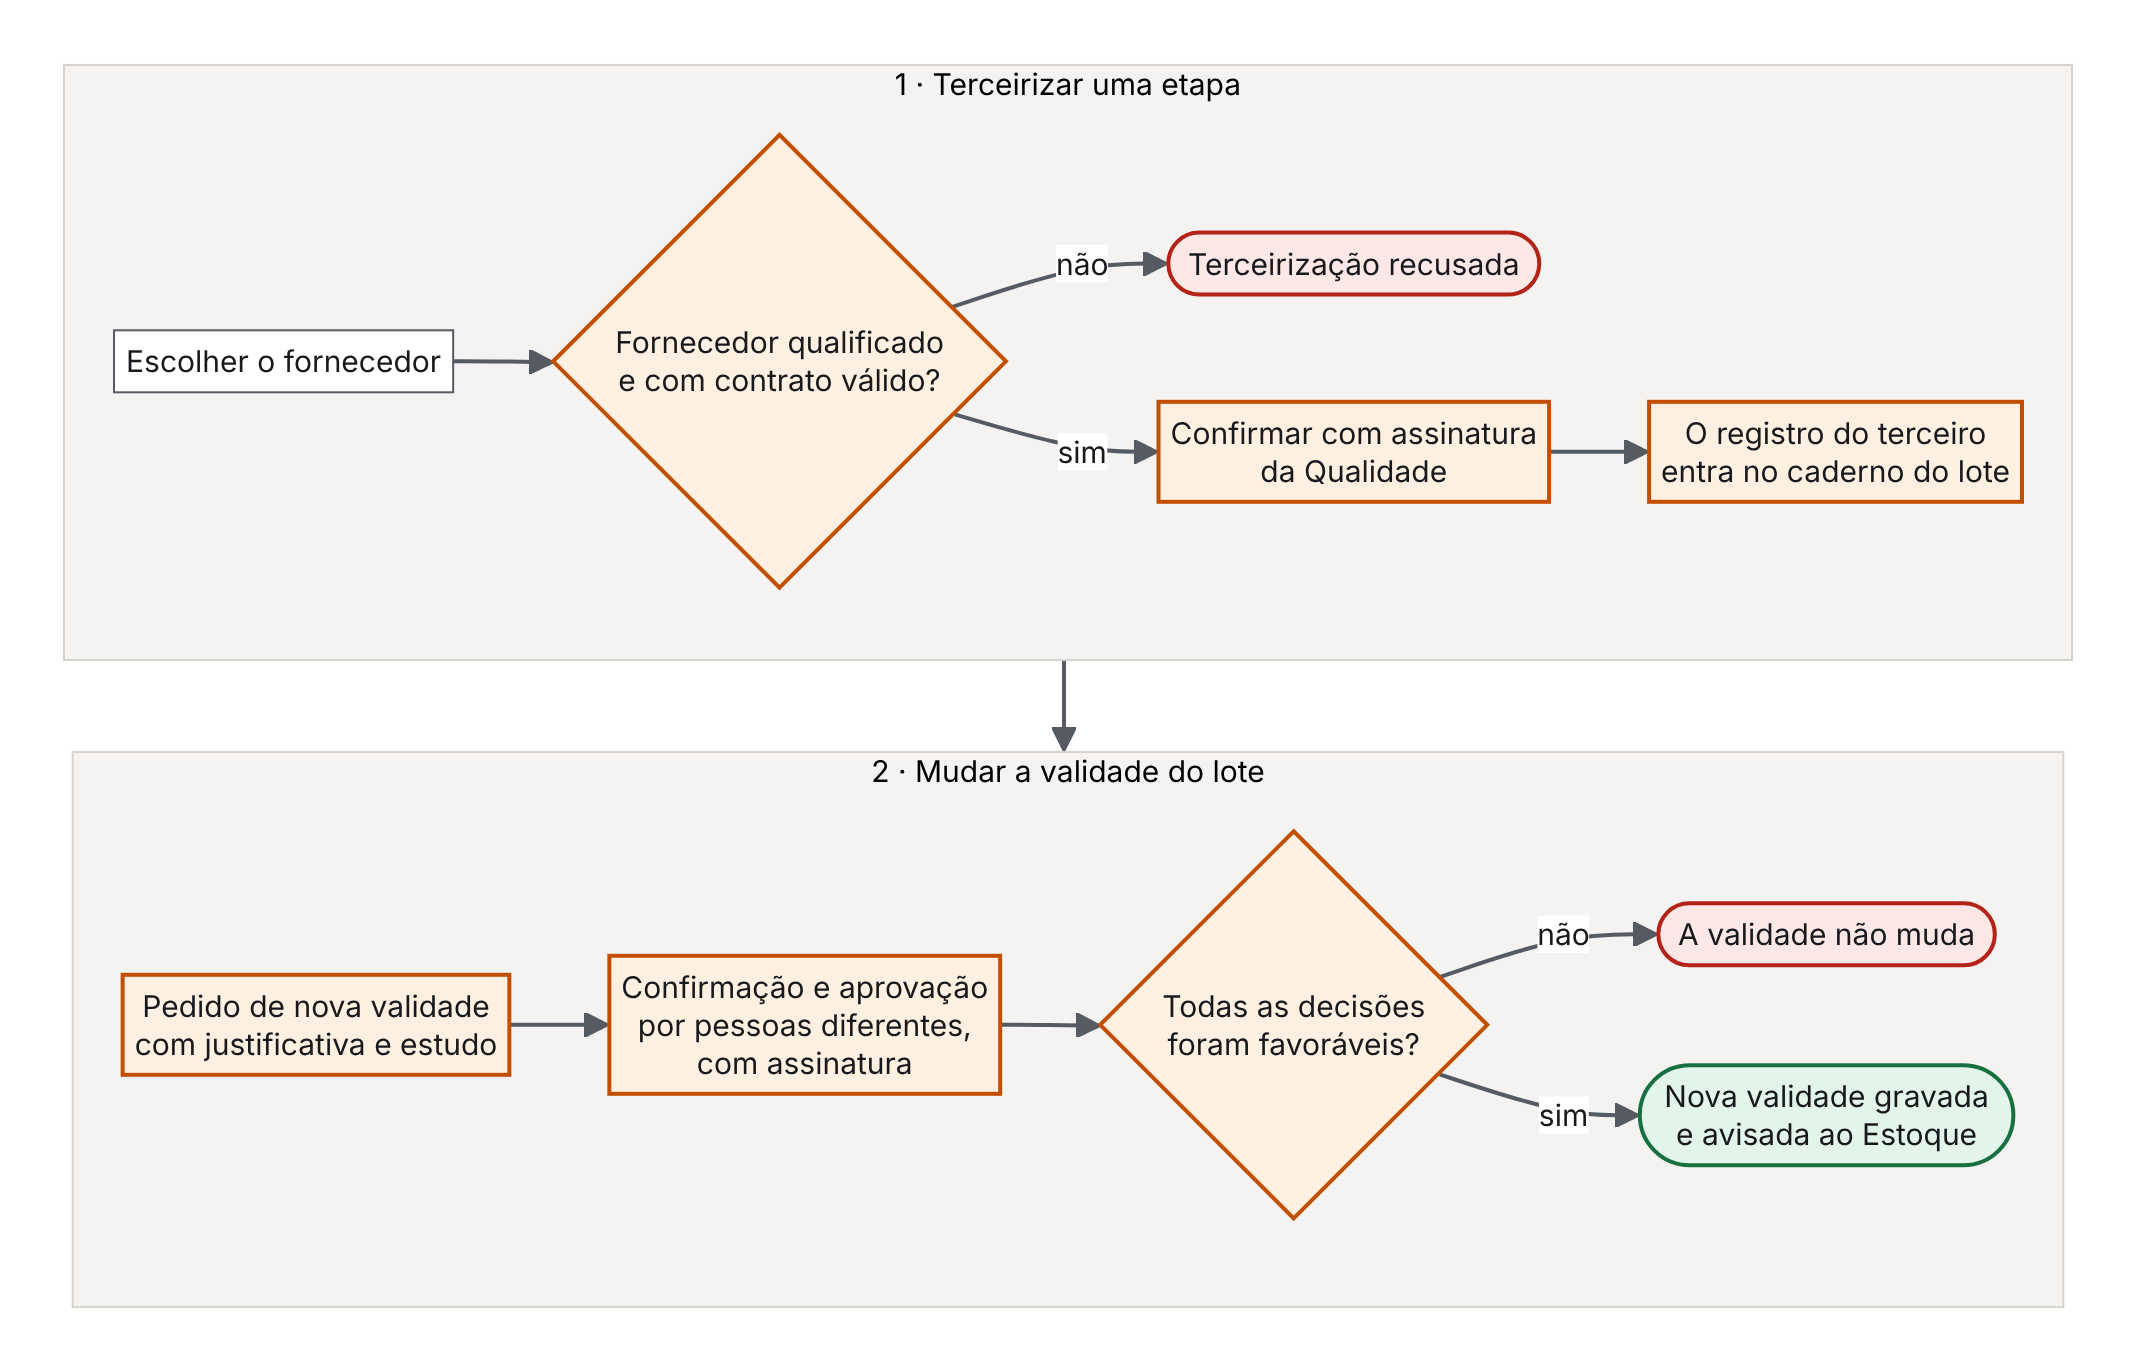 1 · Terceirizar uma etapa
Escolher o fornecedor
Fornecedor qualificado
e com contrato válido?
não
Terceirização recusada
sim
Confirmar com assinatura
da Qualidade
O registro do terceiro
entra no caderno do lote
2 · Mudar a validade do lote
Pedido de nova validade
com justificativa e estudo
Confirmação e aprovação
por pessoas diferentes,
com assinatura
Todas as decisões
foram favoráveis?
não
A validade não muda
sim
Nova validade gravada
e avisada ao Estoque